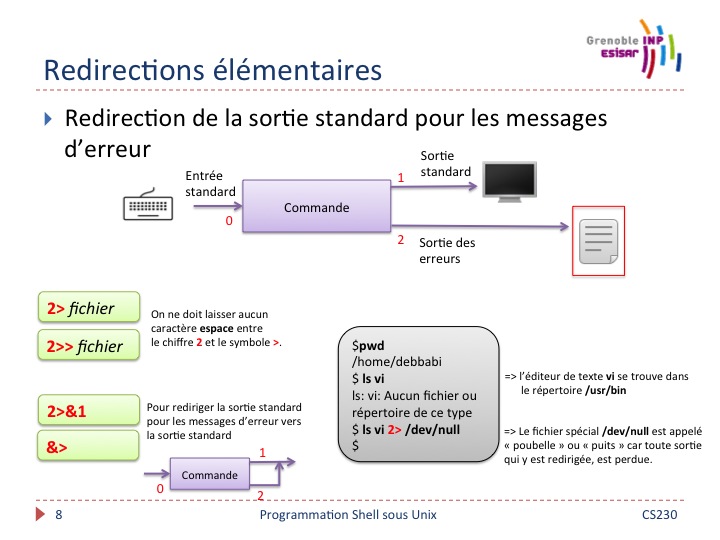 Grenoble INP
ESISAR
Redirections élémentaires
Redirection de la sortie standard pour les messages
d’erreur
Entrée
standard
0
Commande
1
Sortie
standard
2
Sortie des
erreurs
2> fichier
2>> fichier
On ne doit laisser aucun
caractère espace entre
le chiffre 2 et le symbole >.
2>&1
&>
Pour rediriger la sortie standard
pour les messages d’erreur vers
la sortie standard
0
Commande
1
2
$pwd
/home/debbabi
$ ls vi
ls: vi: Aucun fichier ou
répertoire de ce type
$ ls vi 2> /dev/null
$
=> l’éditeur de texte vi se trouve dans
le répertoire /usr/bin
=> Le fichier spécial /dev/null est appelé
« poubelle » ou « puits » car toute sortie
qui y est redirigée, est perdue.
8
Programmation Shell sous Unix
CS230